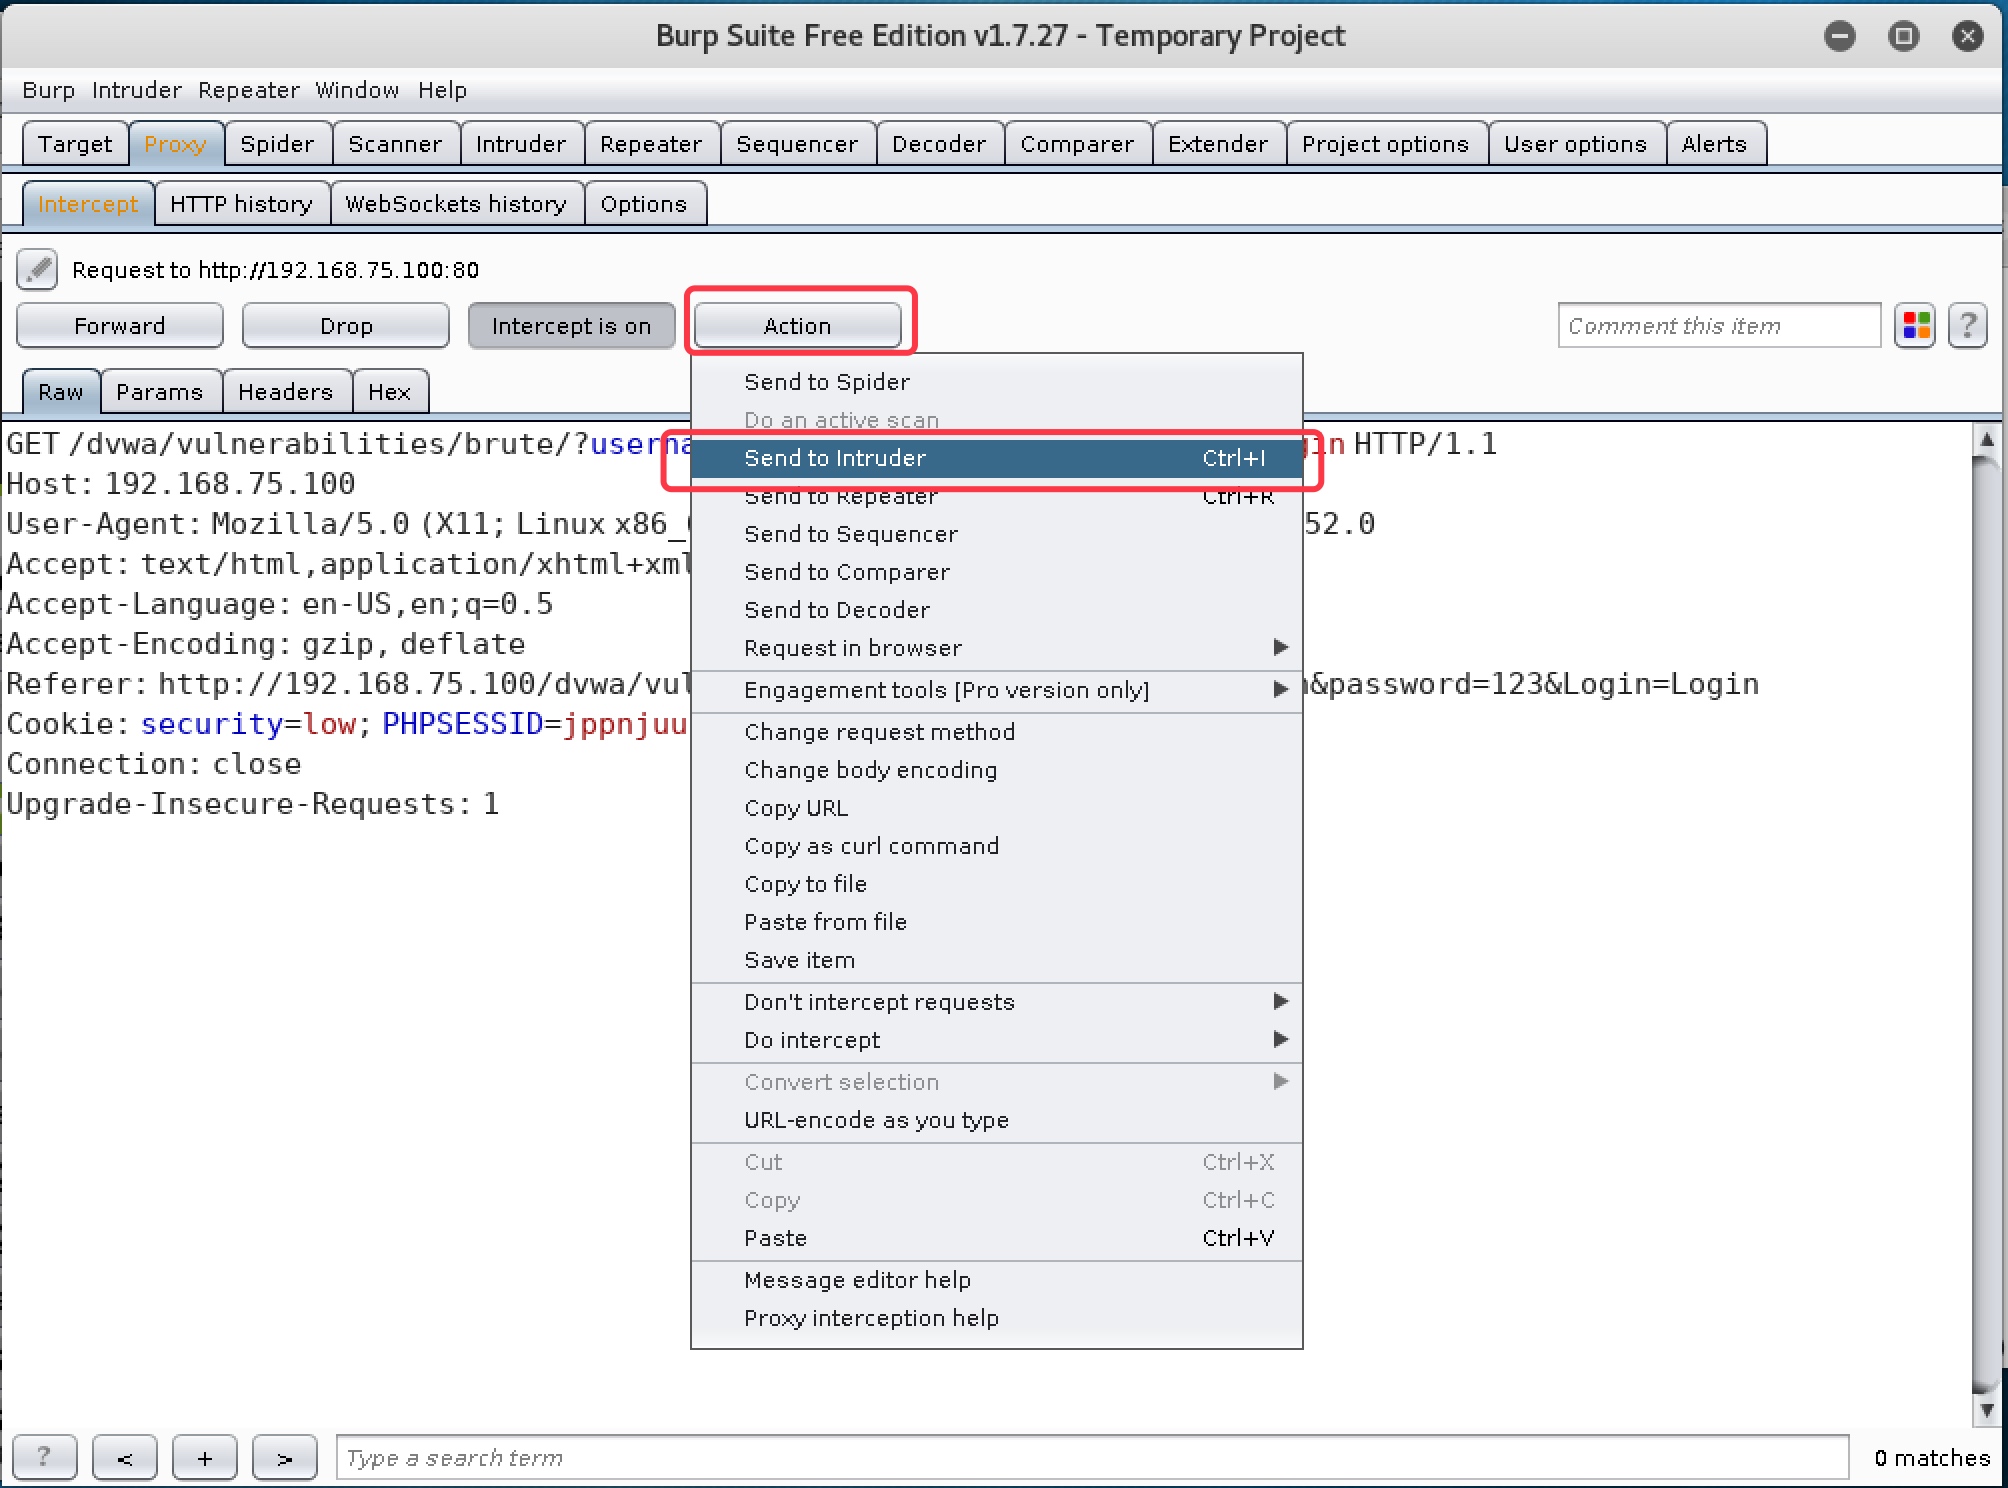 Burp Suite Free Edition v1.7.27 - Temporary Project
Burp Intruder Repeater Window Help
Target Proxy Spider Scanner Intruder Repeater Sequencer Decoder Comparer Extender Project options User options Alerts
Intercept HTTP history WebSockets history Options
Request to http://192.168.75.100:80
Forward Drop Intercept is on Action Comment this item ?
Raw Params Headers Hex
GET /dvwa/vulnerabilities/brute/? HTTP/1.1
Host: 192.168.75.100
User-Agent: Mozilla/5.0 (X11; Linux 52.0
Accept: text/html,application/xhtml+xml
Accept-Language: en-US,en;q=0.5
Accept-Encoding: gzip, deflate
Referer: http://192.168.75.100/dvwa/ &password=123&Login=Login
Cookie: security=low; PHPSESSID=jppnjuu
Connection: close
Upgrade-Insecure-Requests: 1
Send to Spider
Do an active scan
Send to Intruder Ctrl+I
Send to Repeater Ctrl+R
Send to Sequencer
Send to Comparer
Send to Decoder
Request in browser
Engagement tools [Pro version only]
Change request method
Change body encoding
Copy URL
Copy as curl command
Copy to file
Paste from file
Save item
Don't intercept requests
Do intercept
Convert selection
URL-encode as you type
Cut Ctrl+X
Copy Ctrl+C
Paste Ctrl+V
Message editor help
Proxy interception help
? < + > Type a search term 0 matches